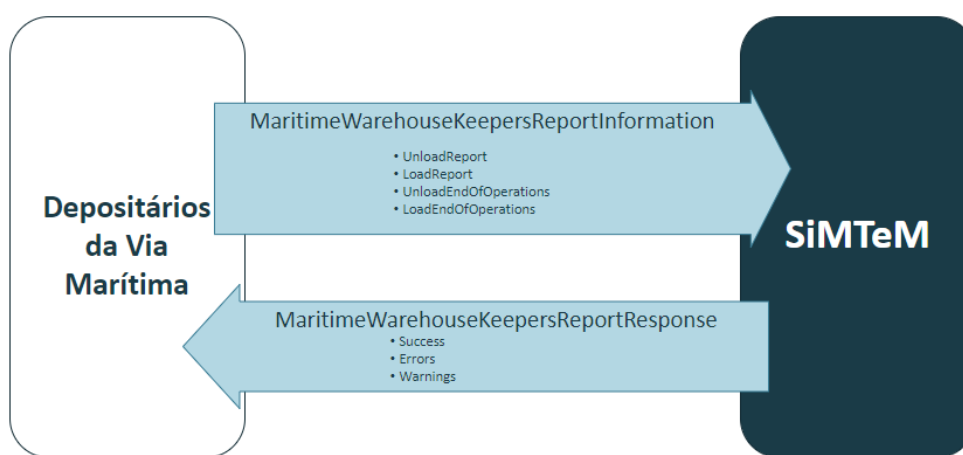 MaritimeWarehouseKeepersReportInformation
• UnloadReport
• LoadReport
• UnloadEndOfOperations
• LoadEndOfOperations
Depositários
da Via
Marítima
SiMTeM
MaritimeWarehouseKeepersReportResponse
• Success
• Errors
• Warnings